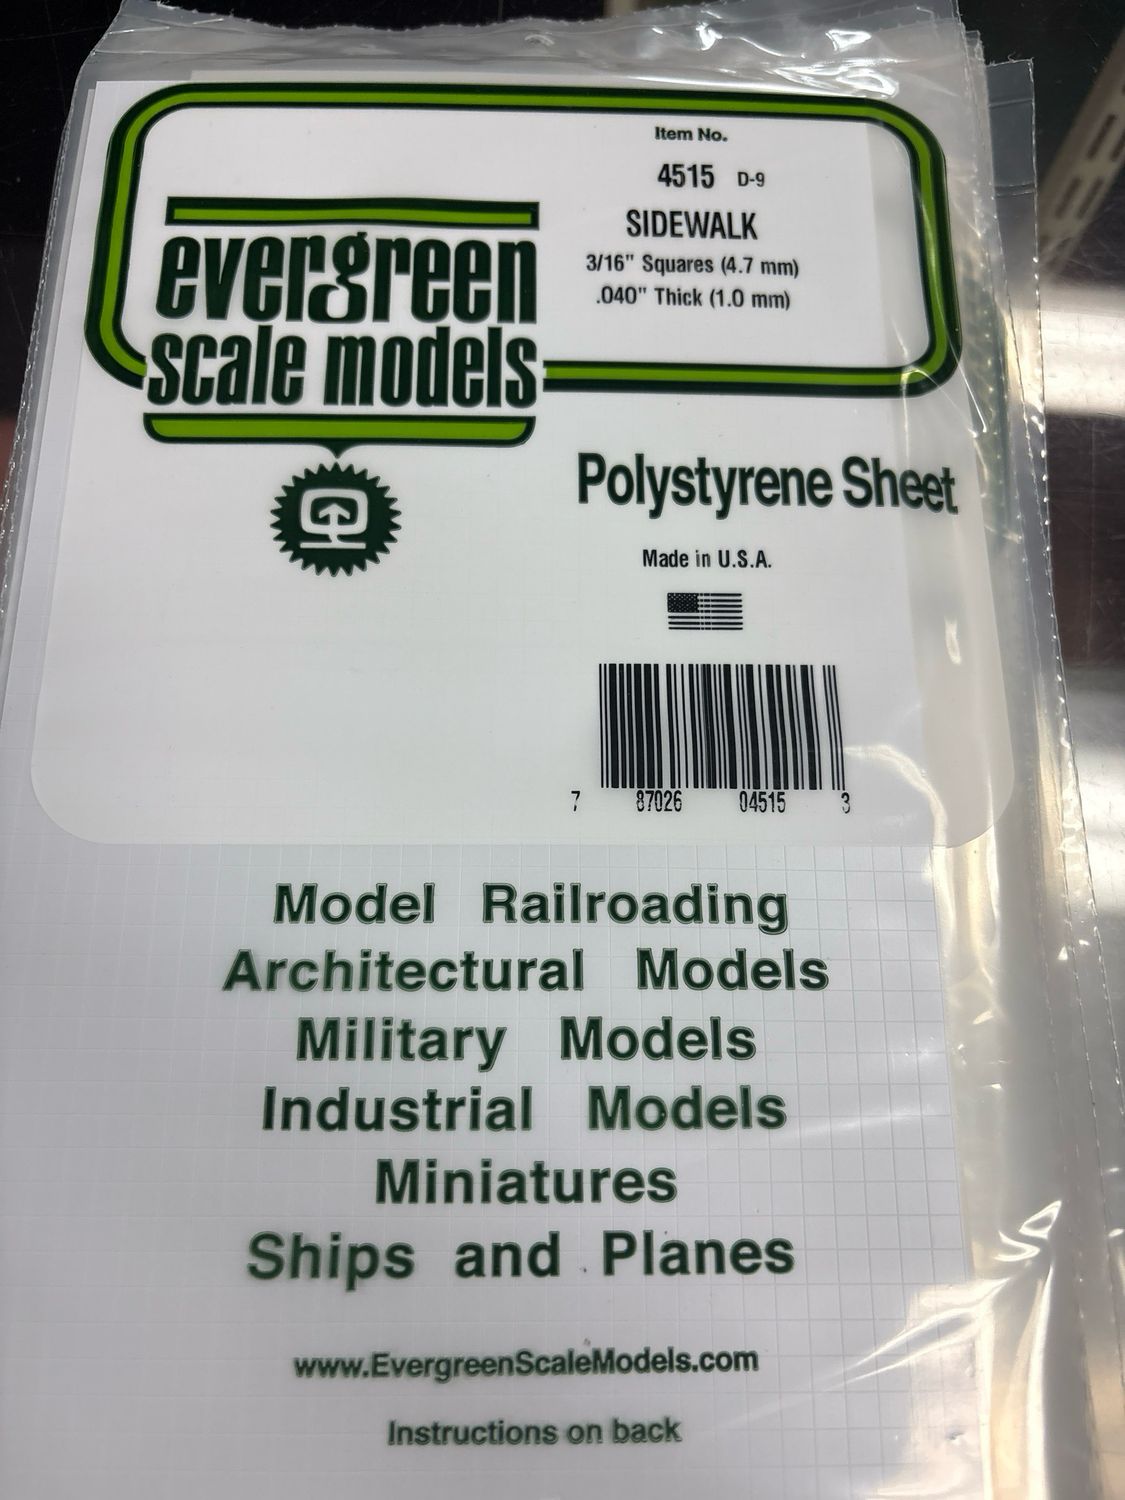 Item No.
4515 D-9
SIDEWALK
3/16" Squares (4.7 mm)
.040" Thick (1.0 mm)
evergreen
scale models
Polystyrene Sheet
Made in U.S.A.
7 87026 04515 3
Model Railroading
Architectural Models
Military Models
Industrial Models
Miniatures
Ships and Planes
www.EvergreenScaleModels.com
Instructions on back